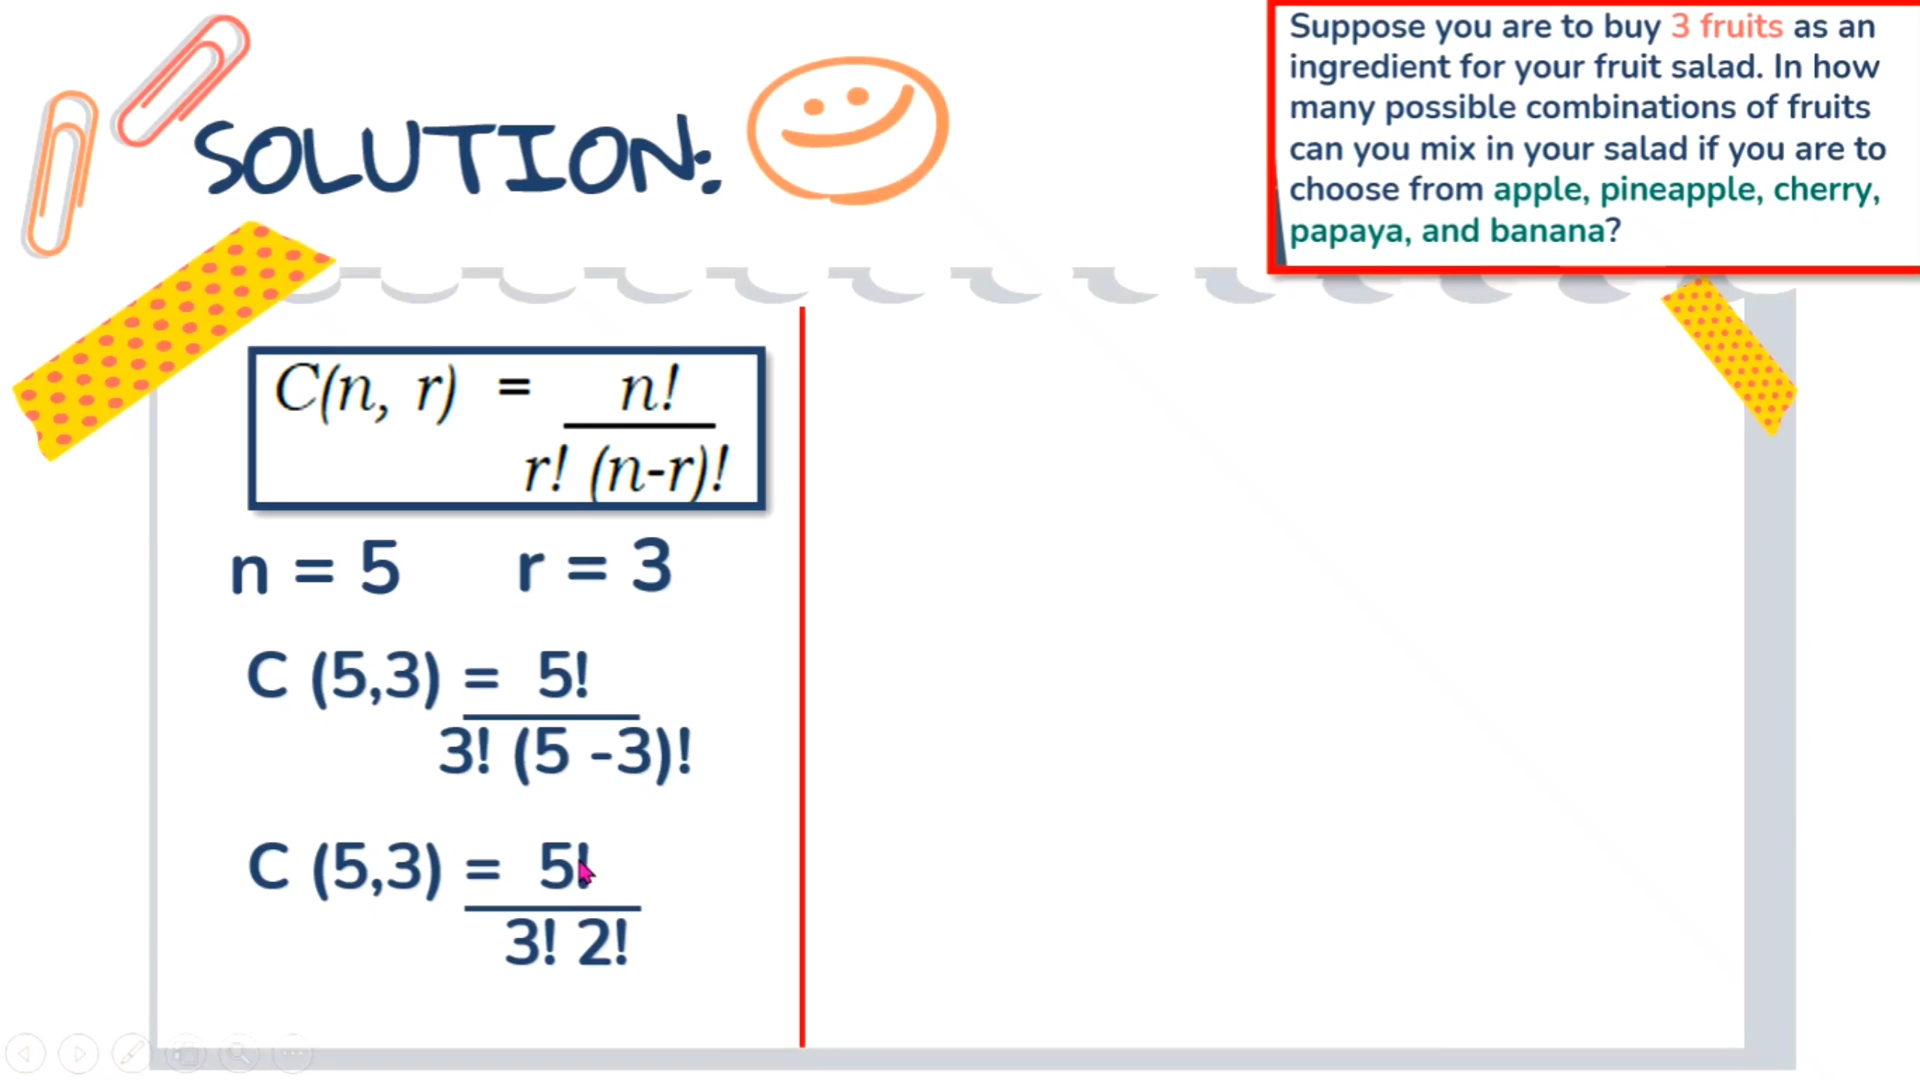 SOLUTION:
Suppose you are to buy 3 fruits as an
ingredient for your fruit salad. In how
many possible combinations of fruits
can you mix in your salad if you are to
choose from apple, pineapple, cherry,
papaya, and banana?
C(n, r) = n!
r! (n-r)!
n = 5 r = 3
C (5,3) = 5!
3! (5 -3)!
C (5,3) = 5!
3! 2!